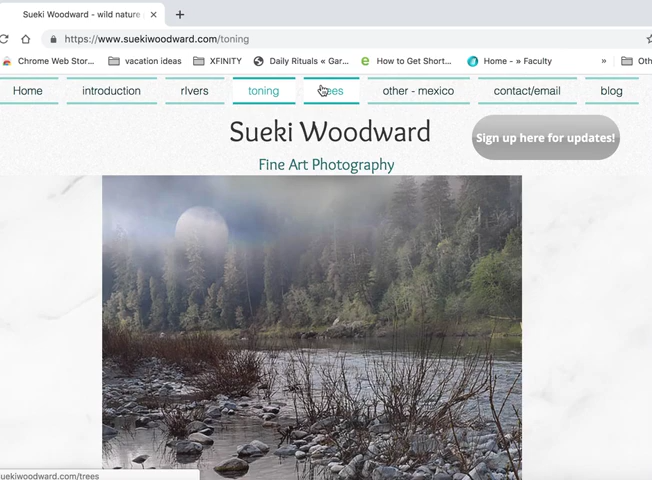 Sueki Woodward - wild nature
https://www.suekiwoodward.com/toning
Chrome Web Stor... vacation ideas XFINITY Daily Rituals « Gar... How to Get Short... Home - » Faculty » Oth
Home introduction rIvers toning trees other - mexico contact/email blog
Sueki Woodward
Sign up here for updates!
Fine Art Photography
uekiwoodward.com/trees